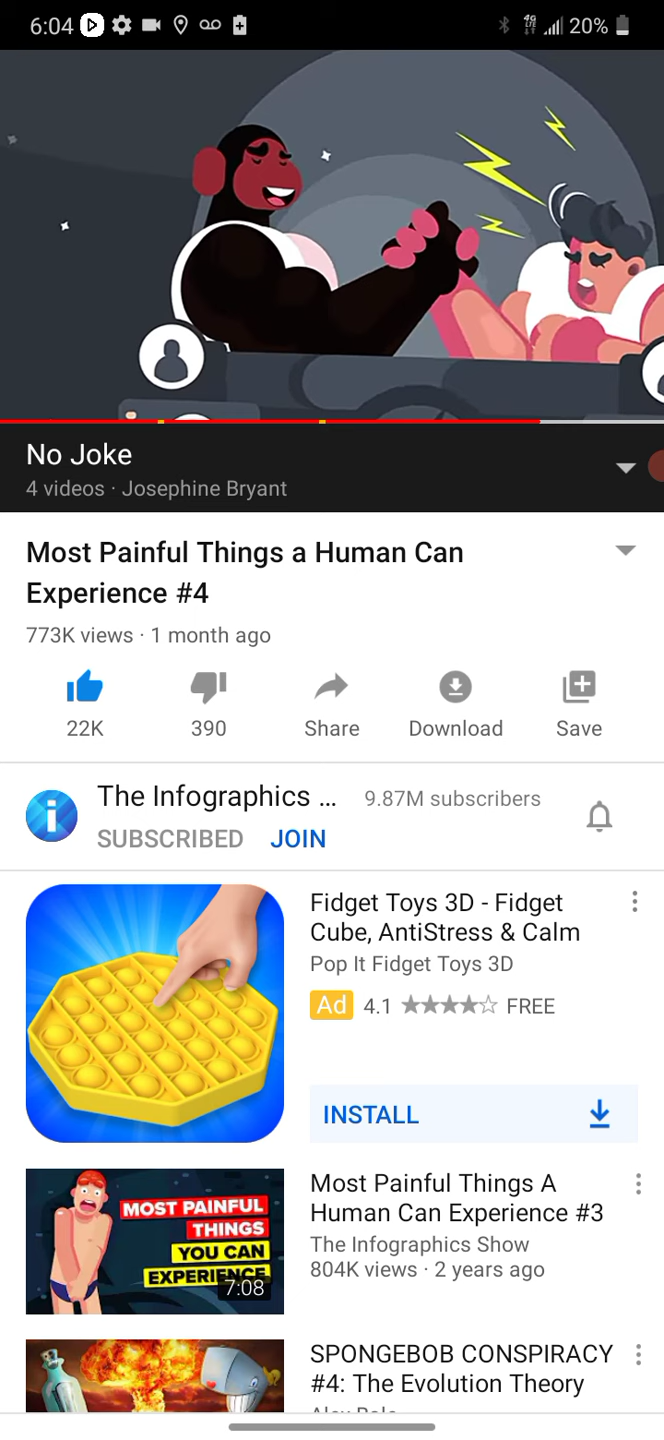 6:04
4G
LTE
20%
No Joke
4 videos · Josephine Bryant
Most Painful Things a Human Can
Experience #4
773K views · 1 month ago
22K
390
Share
Download
Save
The Infographics ...
9.87M subscribers
SUBSCRIBED JOIN
Fidget Toys 3D - Fidget
Cube, AntiStress & Calm
Pop It Fidget Toys 3D
Ad 4.1 FREE
INSTALL
MOST PAINFUL
THINGS
YOU CAN
EXPERIENCE
7:08
Most Painful Things A
Human Can Experience #3
The Infographics Show
804K views · 2 years ago
SPONGEBOB CONSPIRACY
#4: The Evolution Theory